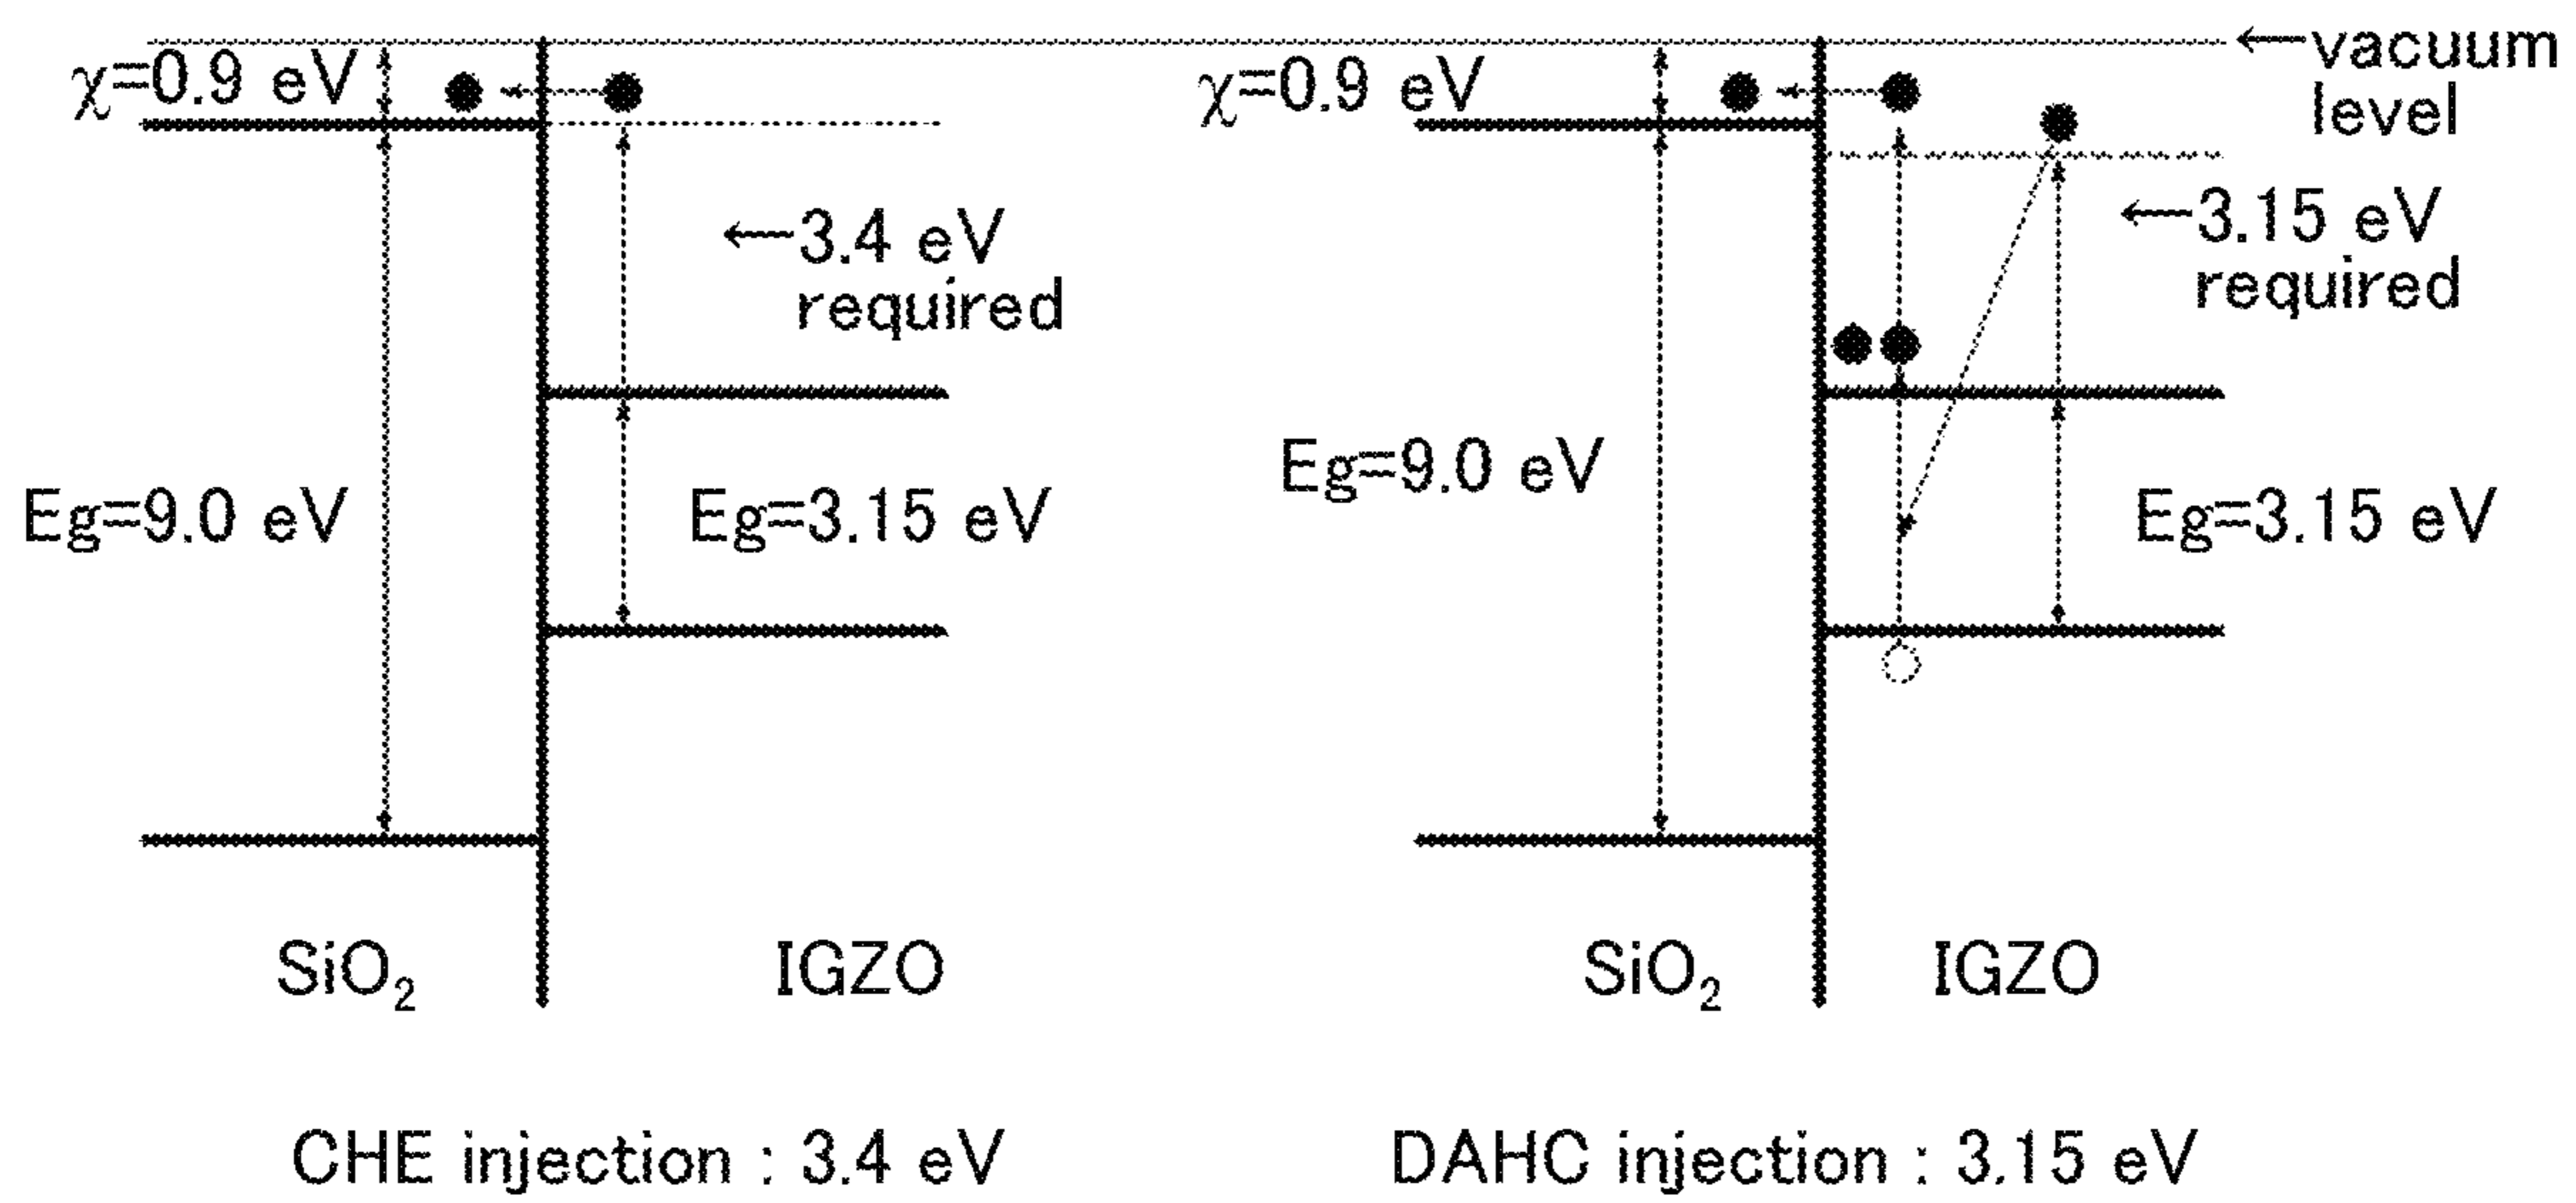 χ=0.9 eV
←3.4 eV
required
Eg=9.0 eV
Eg=3.15 eV
SiO₂
IGZO
CHE injection : 3.4 eV
χ=0.9 eV
←vacuum
level
←3.15 eV
required
Eg=9.0 eV
Eg=3.15 eV
SiO₂
IGZO
DAHC injection : 3.15 eV